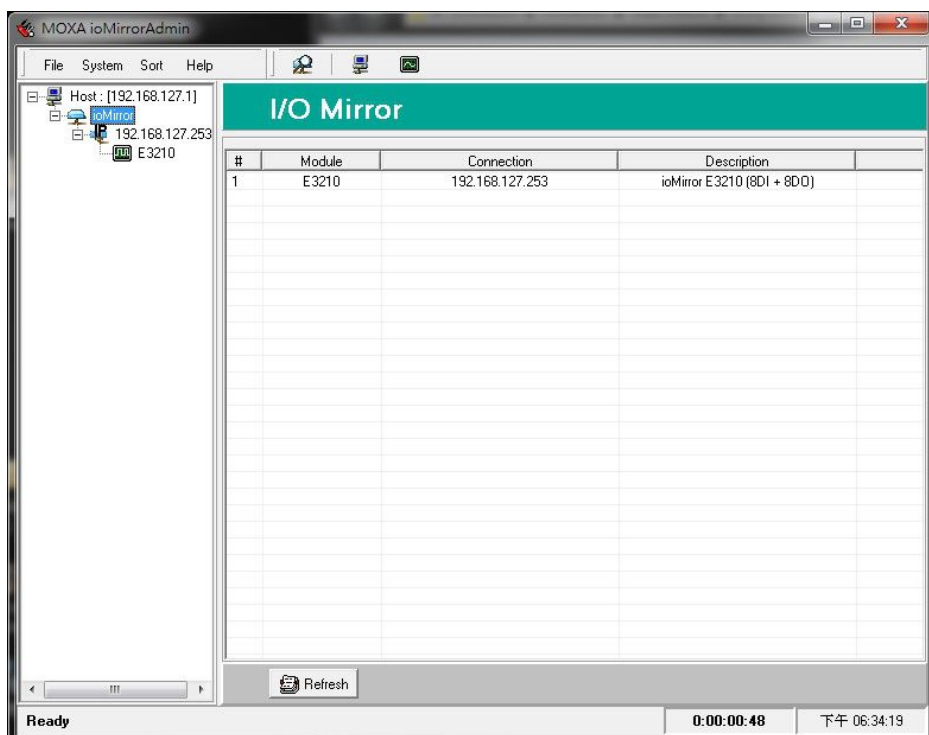 MOXA ioMirrorAdmin
File System Sort Help
Host : [192.168.127.1]
ioMirror
192.168.127.253
E3210
I/O Mirror
# Module Connection Description
1 E3210 192.168.127.253 ioMirror E3210 (8DI + 8DO)
Refresh
Ready 0:00:00:48 下午 06:34:19